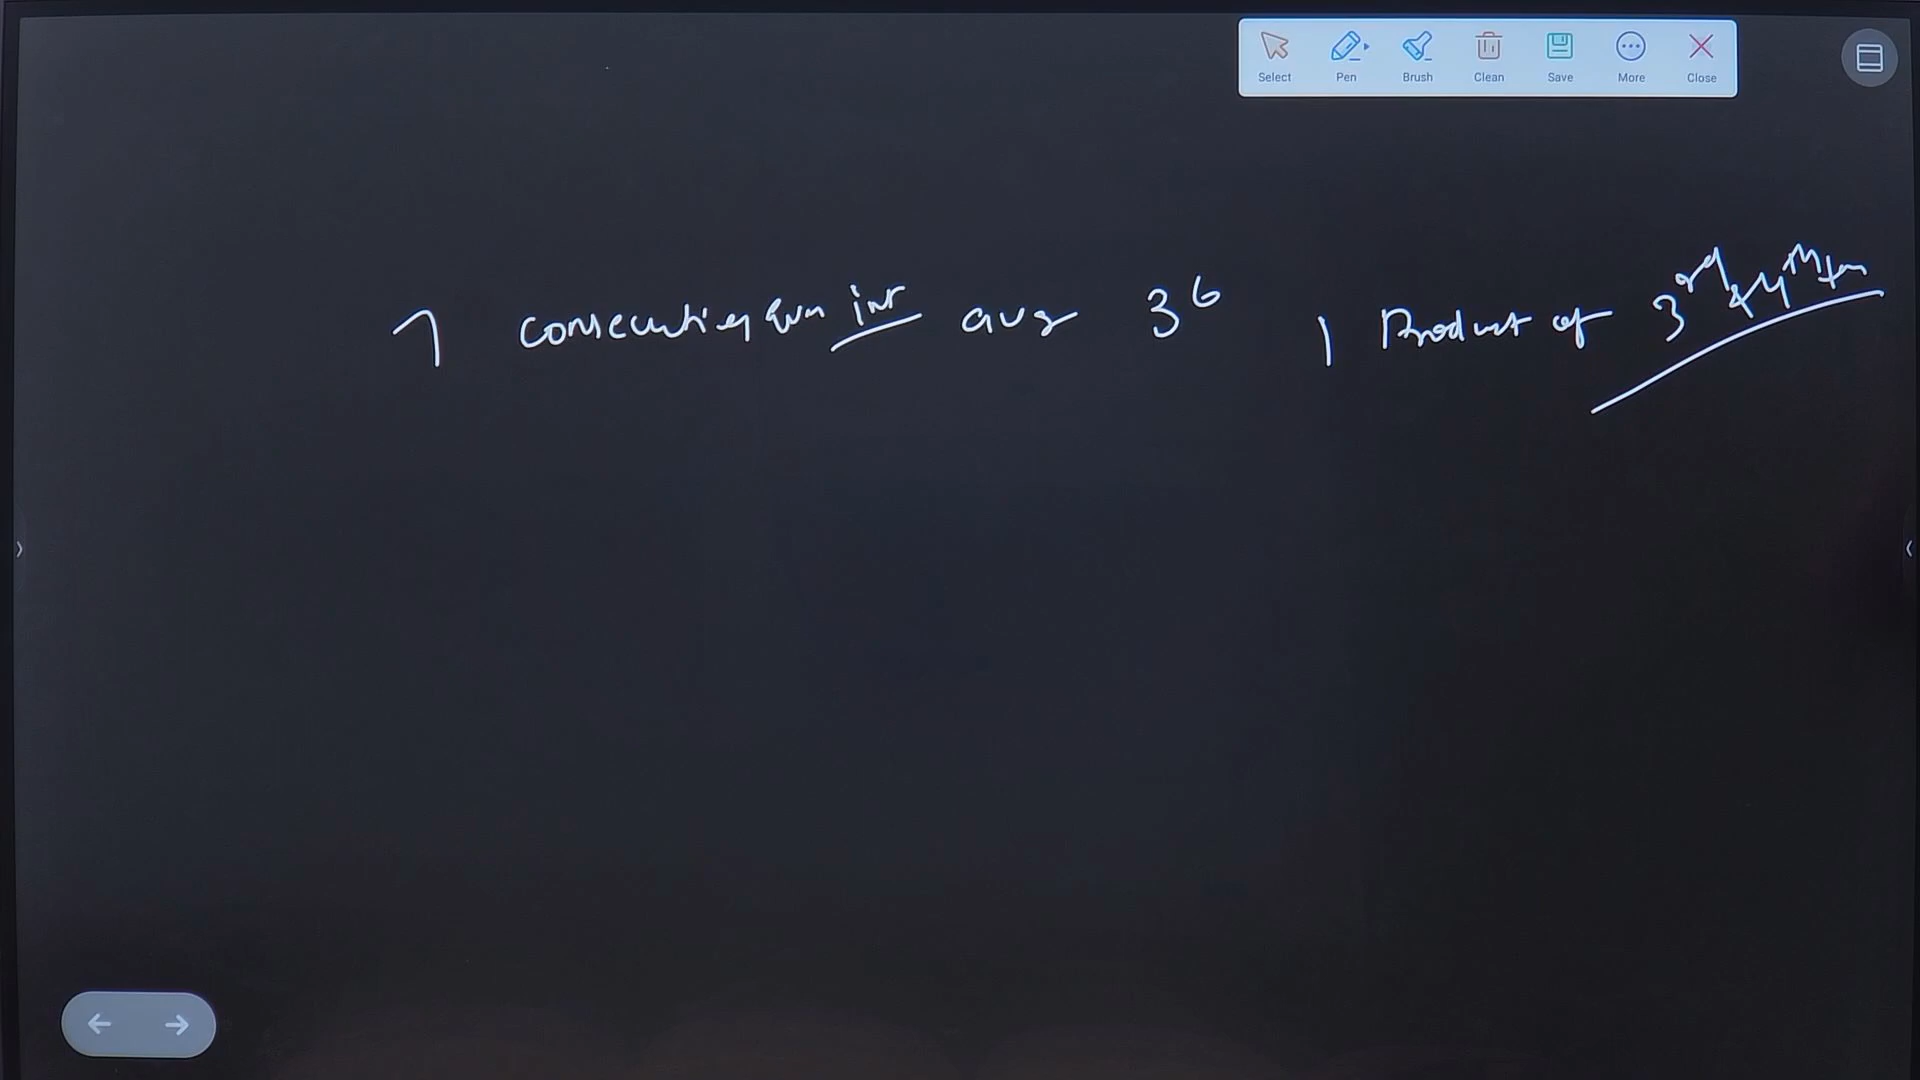 Select Pen Brush Clean Save More Close
7 consecutive even int avg 36 | Product of 3rd & 4th term